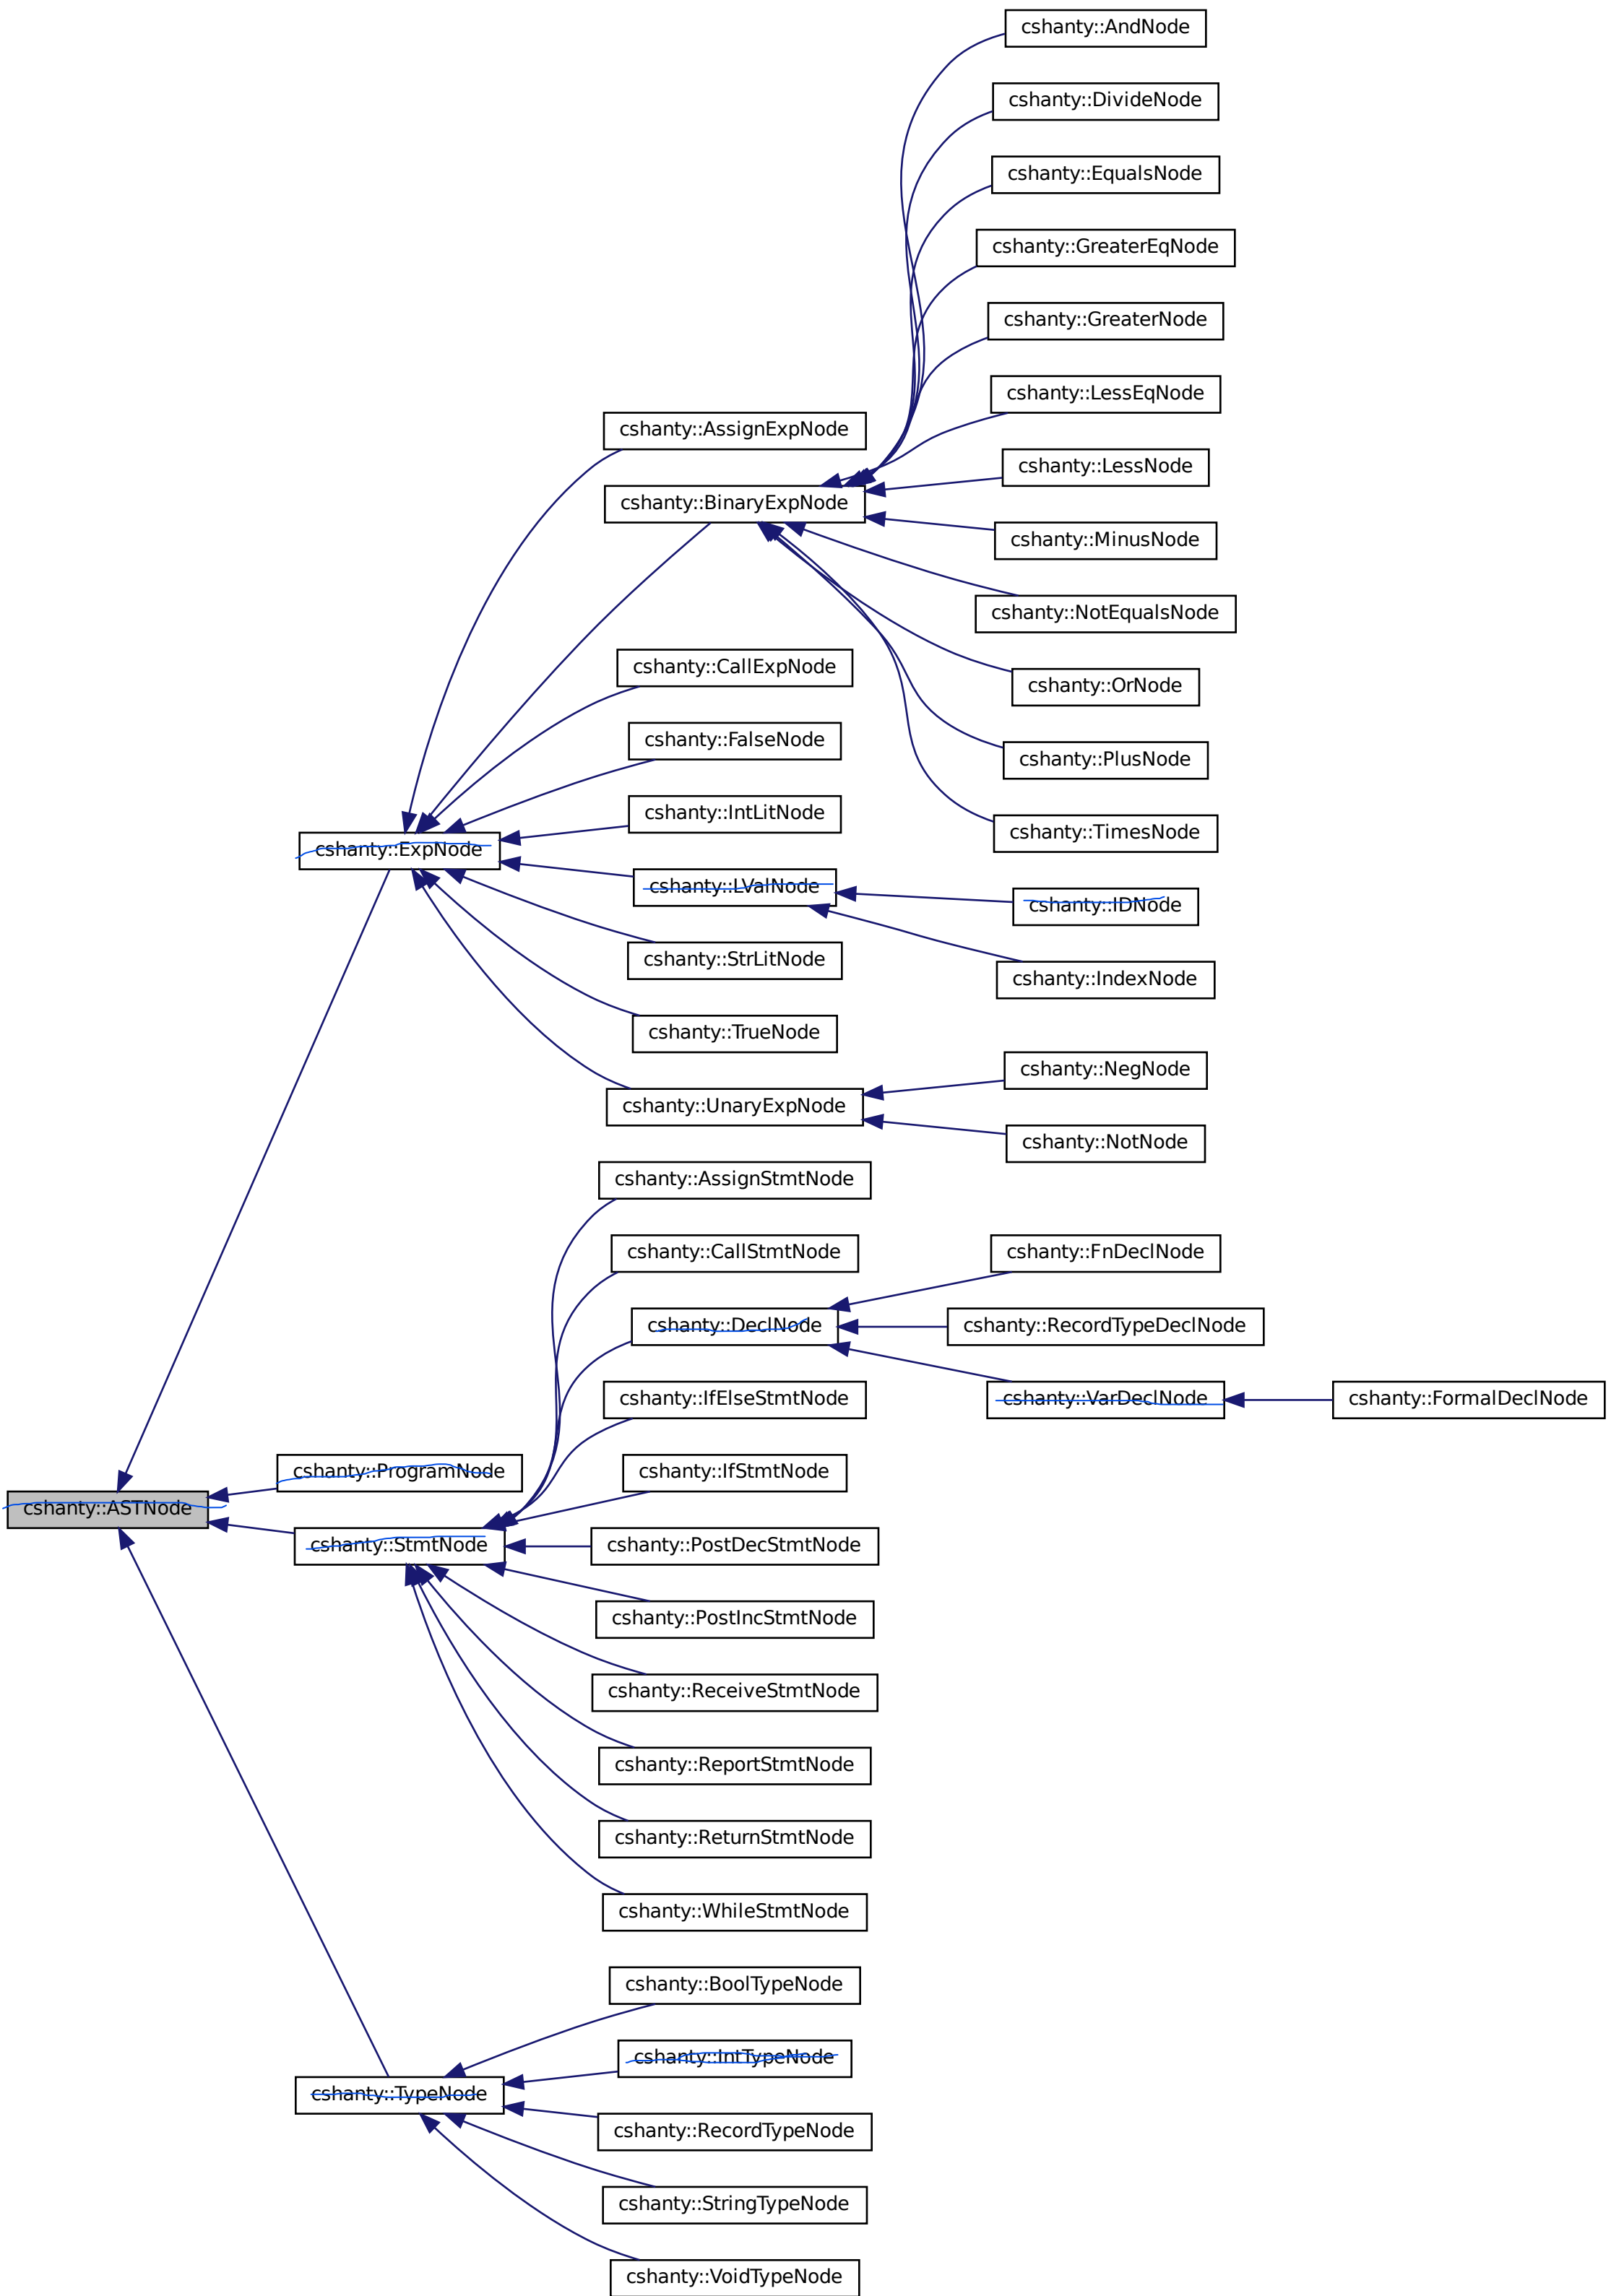 cshanty::AndNode
cshanty::DivideNode
cshanty::EqualsNode
cshanty::GreaterEqNode
cshanty::GreaterNode
cshanty::LessEqNode
cshanty::AssignExpNode
cshanty::LessNode
cshanty::BinaryExpNode
cshanty::MinusNode
cshanty::NotEqualsNode
cshanty::CallExpNode
cshanty::OrNode
cshanty::FalseNode
cshanty::PlusNode
cshanty::IntLitNode
cshanty::TimesNode
cshanty::ExpNode
cshanty::LValNode
cshanty::IDNode
cshanty::StrLitNode
cshanty::IndexNode
cshanty::TrueNode
cshanty::NegNode
cshanty::UnaryExpNode
cshanty::NotNode
cshanty::AssignStmtNode
cshanty::CallStmtNode
cshanty::FnDeclNode
cshanty::DeclNode
cshanty::RecordTypeDeclNode
cshanty::IfElseStmtNode
cshanty::VarDeclNode
cshanty::FormalDeclNode
cshanty::ProgramNode
cshanty::IfStmtNode
cshanty::ASTNode
cshanty::StmtNode
cshanty::PostDecStmtNode
cshanty::PostIncStmtNode
cshanty::ReceiveStmtNode
cshanty::ReportStmtNode
cshanty::ReturnStmtNode
cshanty::WhileStmtNode
cshanty::BoolTypeNode
cshanty::IntTypeNode
cshanty::TypeNode
cshanty::RecordTypeNode
cshanty::StringTypeNode
cshanty::VoidTypeNode